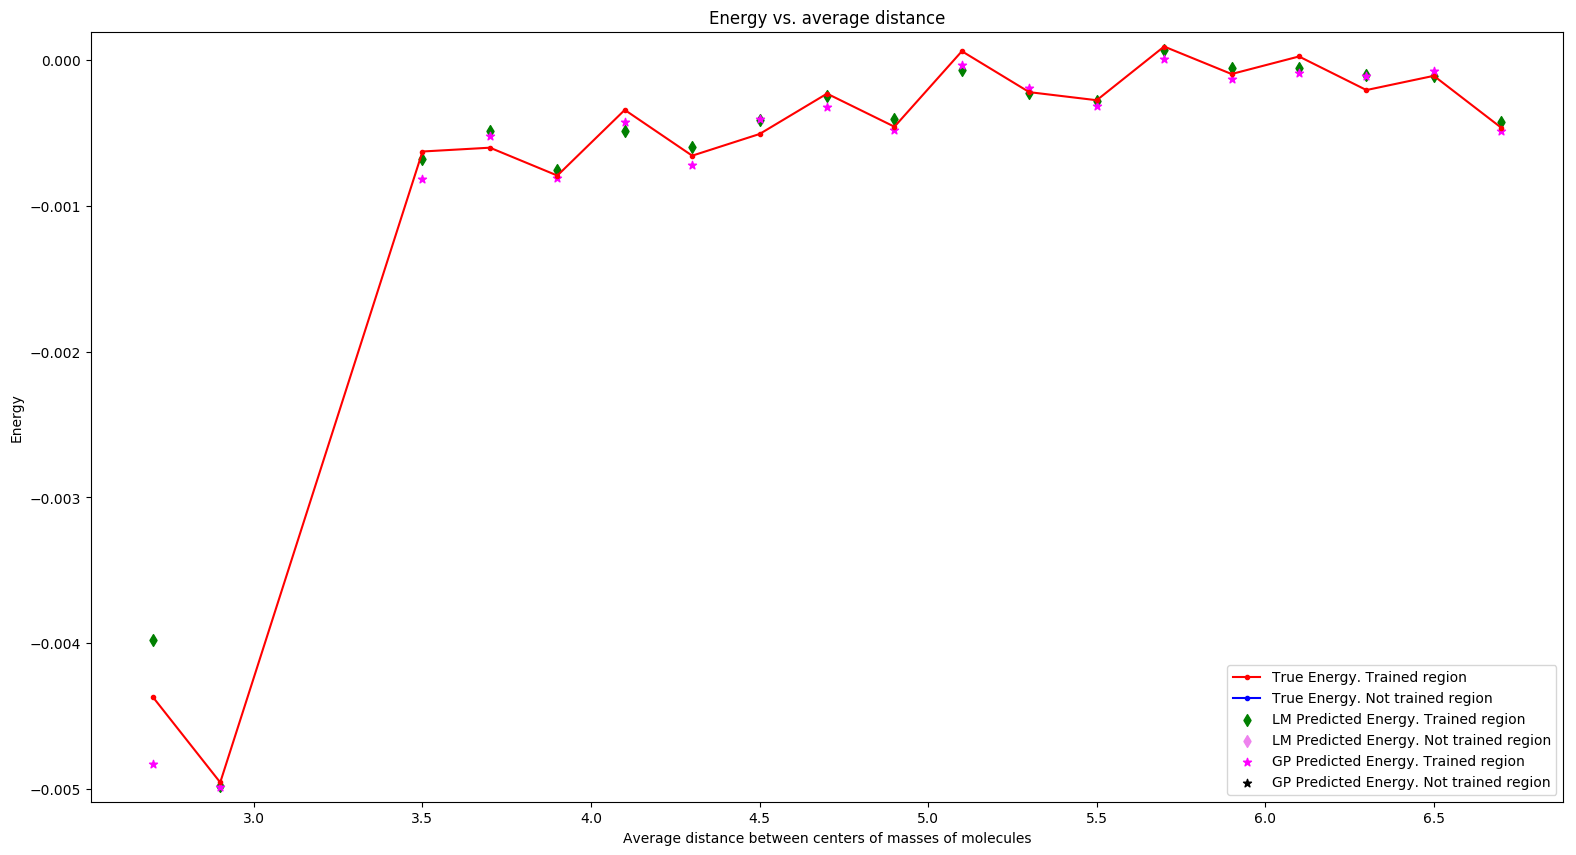 Energy vs. average distance
0.000
−0.001
−0.002
−0.003
−0.004
−0.005
Energy
3.0 3.5 4.0 4.5 5.0 5.5 6.0 6.5
Average distance between centers of masses of molecules
True Energy. Trained region
True Energy. Not trained region
LM Predicted Energy. Trained region
LM Predicted Energy. Not trained region
GP Predicted Energy. Trained region
GP Predicted Energy. Not trained region